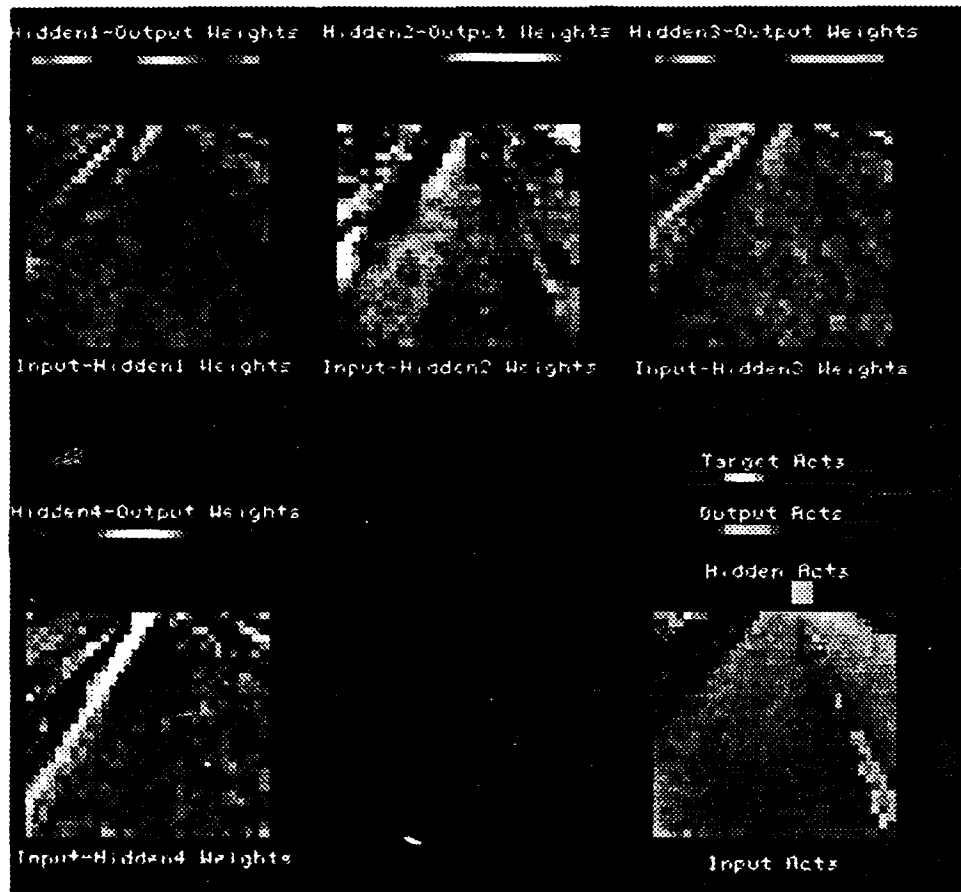 Hidden1-Output Weights
Hidden2-Output Weights
Hidden3-Output Weights
Input-Hidden1 Weights
Input-Hidden2 Weights
Input-Hidden3 Weights
Target Acts
Hidden4-Output Weights
Output Acts
Hidden Acts
Input-Hidden4 Weights
Input Acts